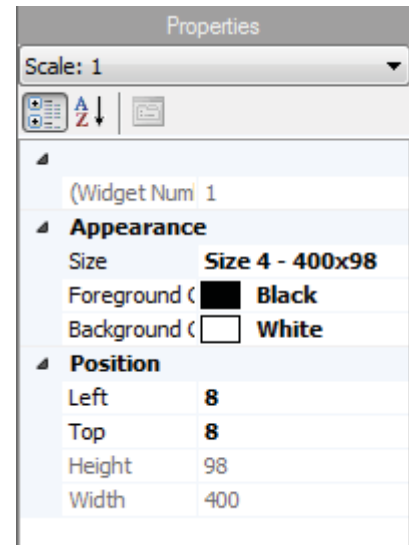 Properties
Scale: 1
A Z
(Widget Num 1
Appearance
Size Size 4 - 400x98
Foreground C Black
Background C White
Position
Left 8
Top 8
Height 98
Width 400